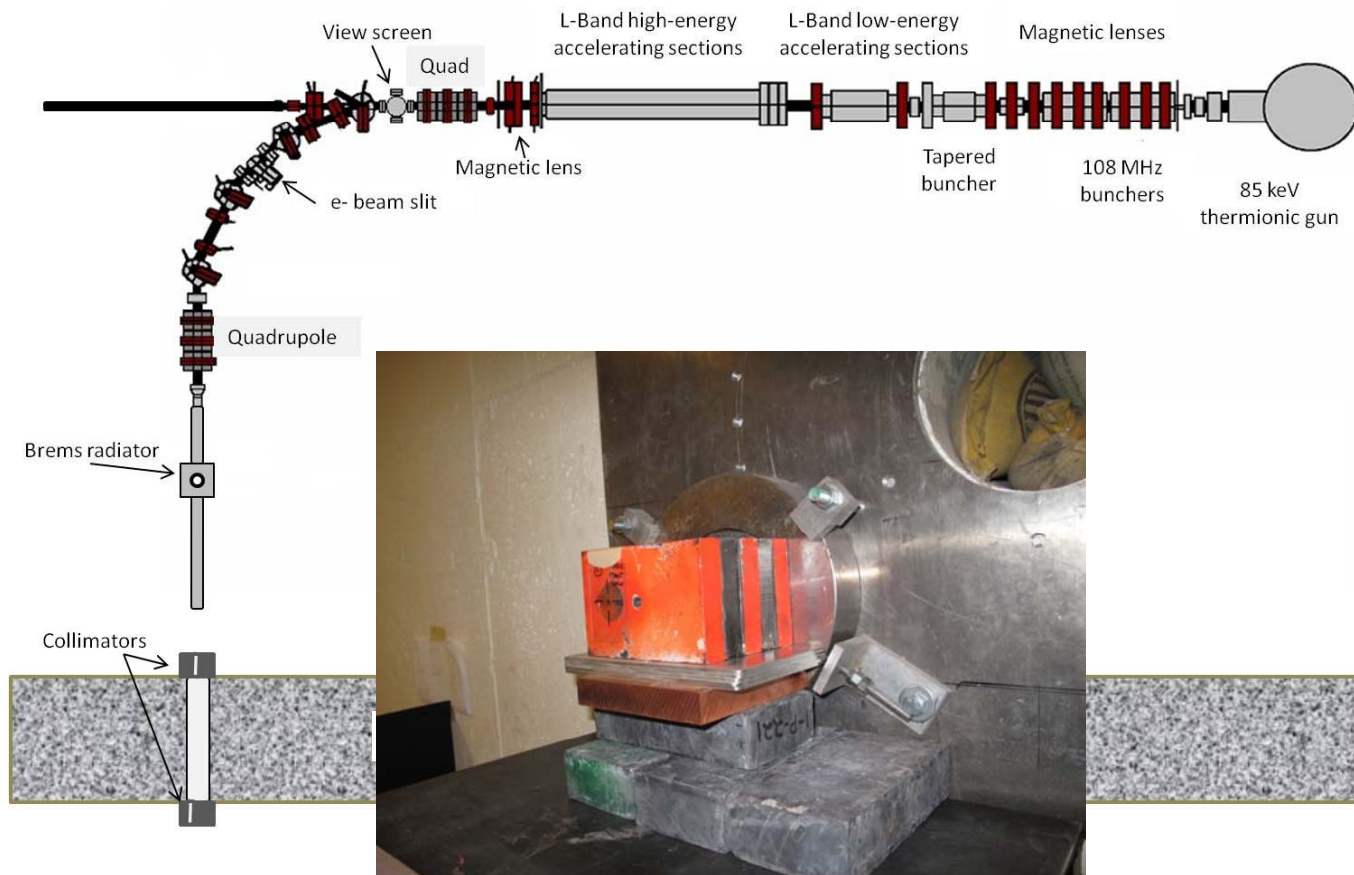 L-Band high-energy
accelerating sections
L-Band low-energy
accelerating sections
Magnetic lenses
View screen
Quad
Magnetic lens
e- beam slit
Tapered
buncher
108 MHz
bunchers
85 keV
thermionic gun
Quadrupole
Brems radiator
Collimators